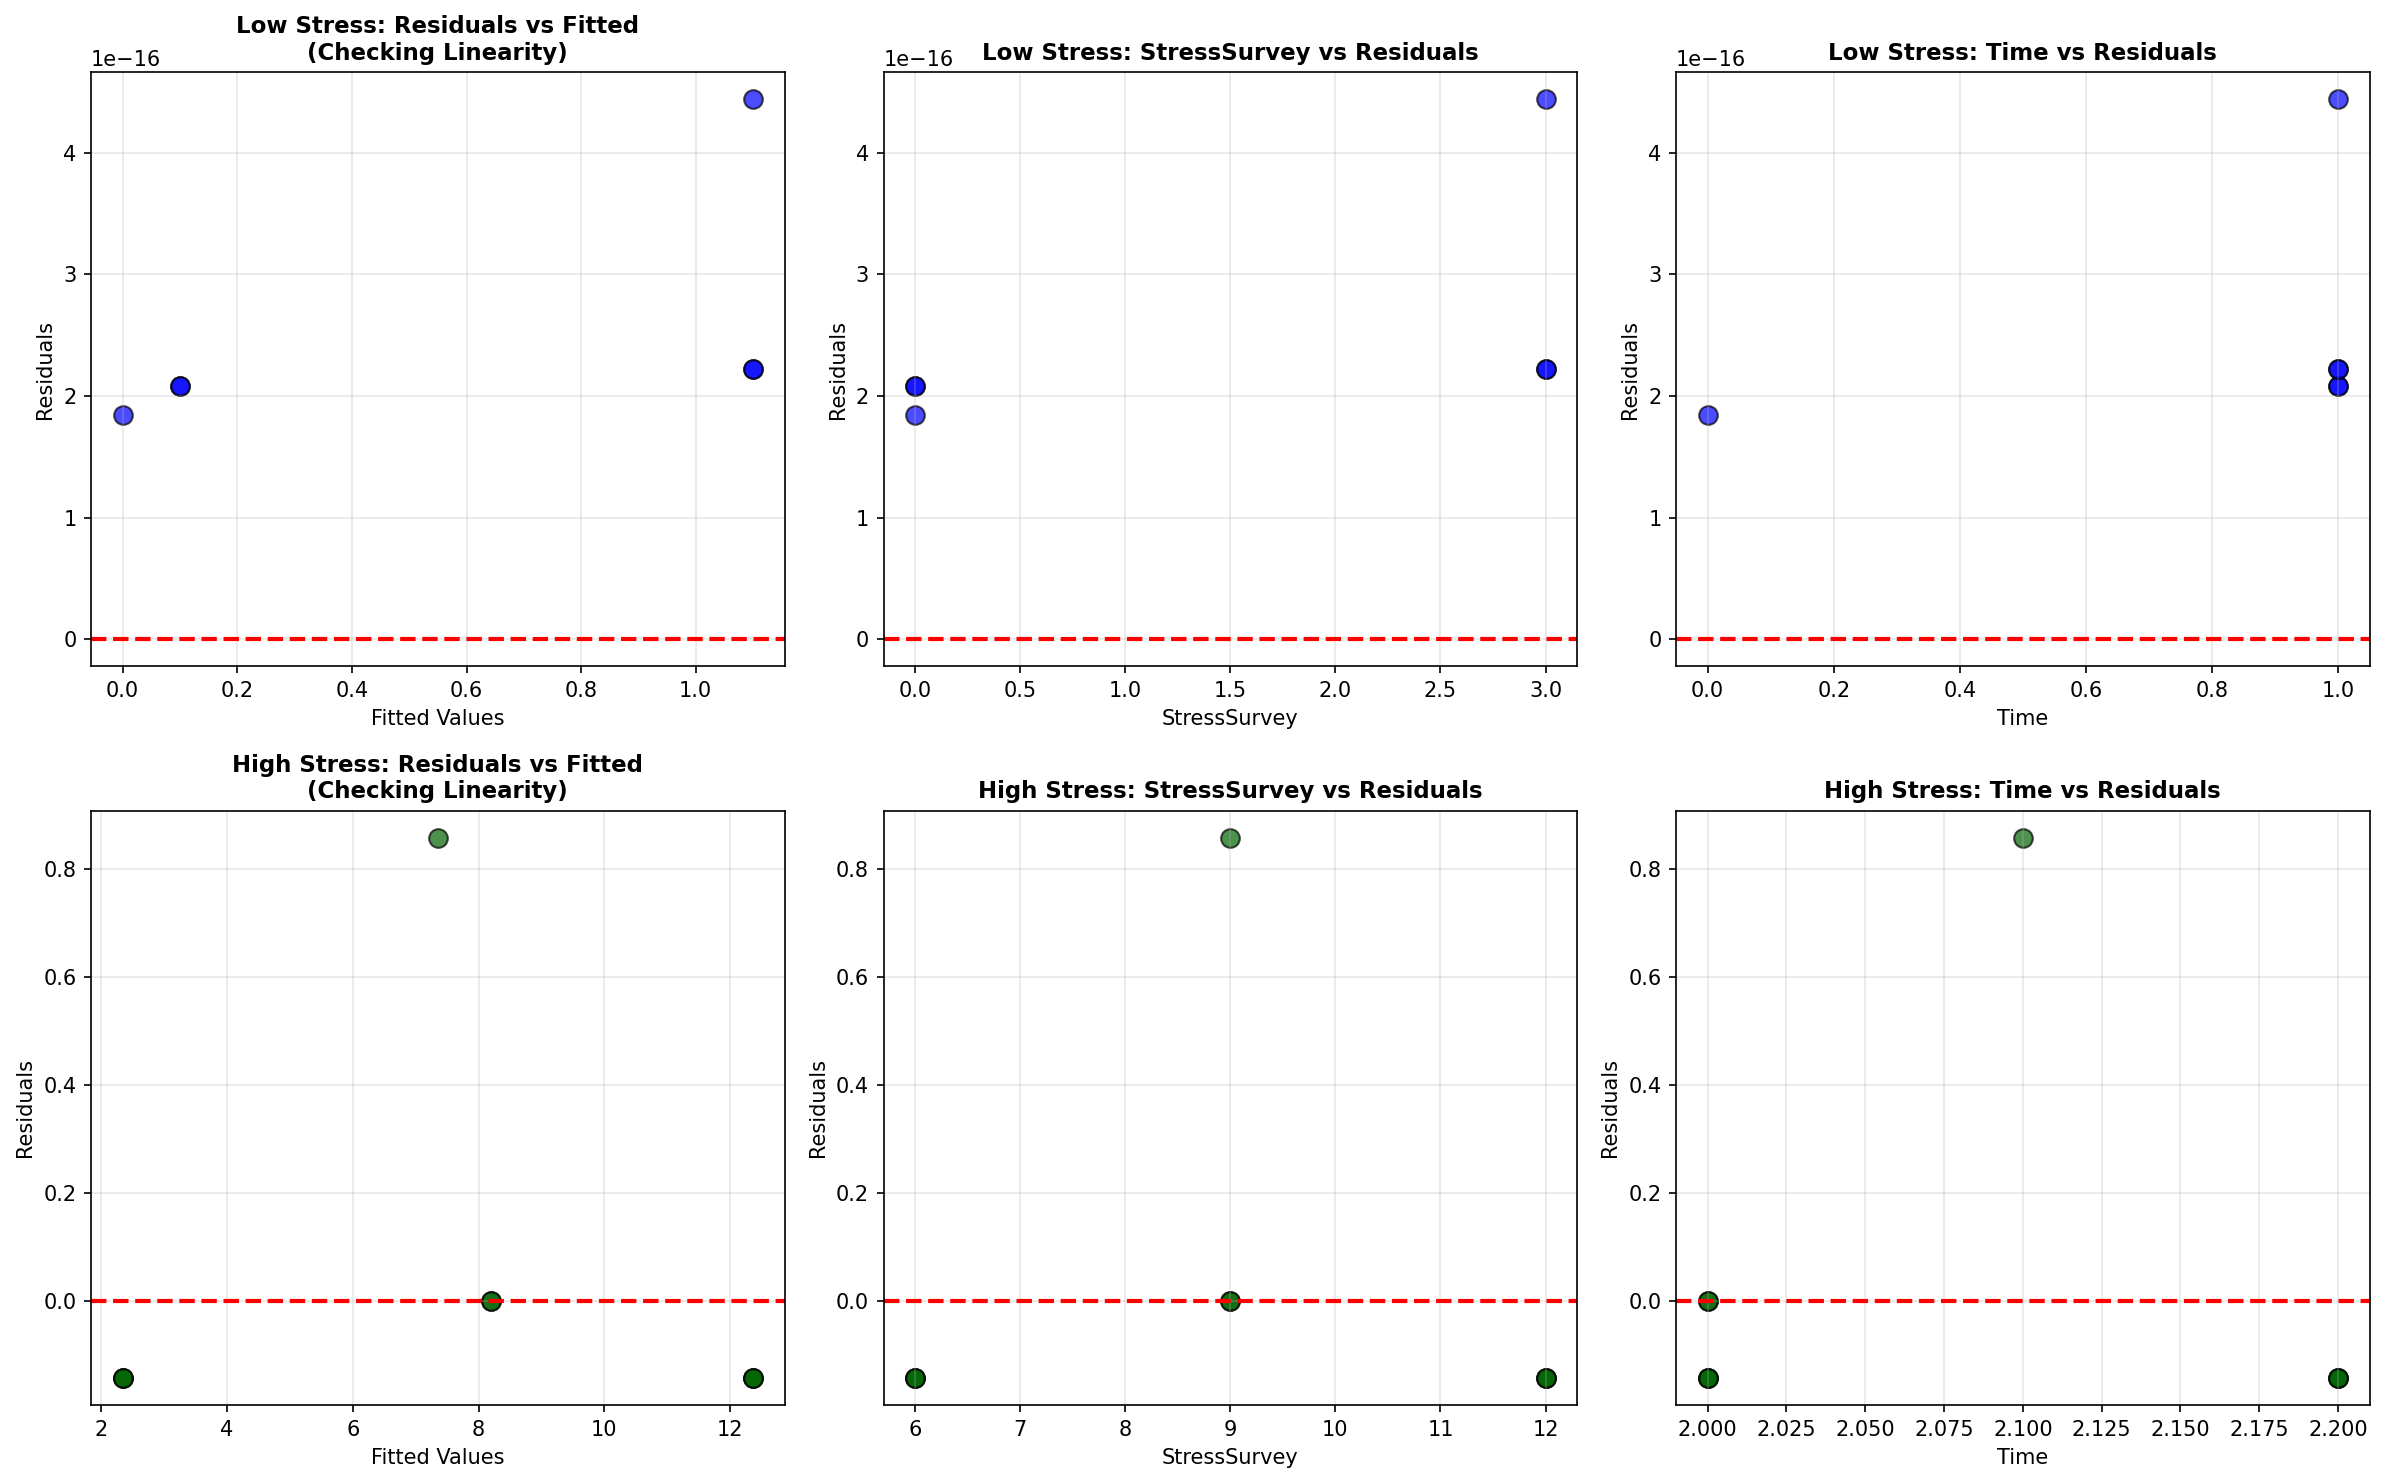 Low Stress: Residuals vs Fitted
(Checking Linearity)
1e−16
Residuals
4
3
2
1
0
0.0 0.2 0.4 0.6 0.8 1.0
Fitted Values
Low Stress: StressSurvey vs Residuals
1e−16
Residuals
4
3
2
1
0
0.0 0.5 1.0 1.5 2.0 2.5 3.0
StressSurvey
Low Stress: Time vs Residuals
1e−16
Residuals
4
3
2
1
0
0.0 0.2 0.4 0.6 0.8 1.0
Time
High Stress: Residuals vs Fitted
(Checking Linearity)
Residuals
0.8
0.6
0.4
0.2
0.0
2 4 6 8 10 12
Fitted Values
High Stress: StressSurvey vs Residuals
Residuals
0.8
0.6
0.4
0.2
0.0
6 7 8 9 10 11 12
StressSurvey
High Stress: Time vs Residuals
Residuals
0.8
0.6
0.4
0.2
0.0
2.000 2.025 2.050 2.075 2.100 2.125 2.150 2.175 2.200
Time